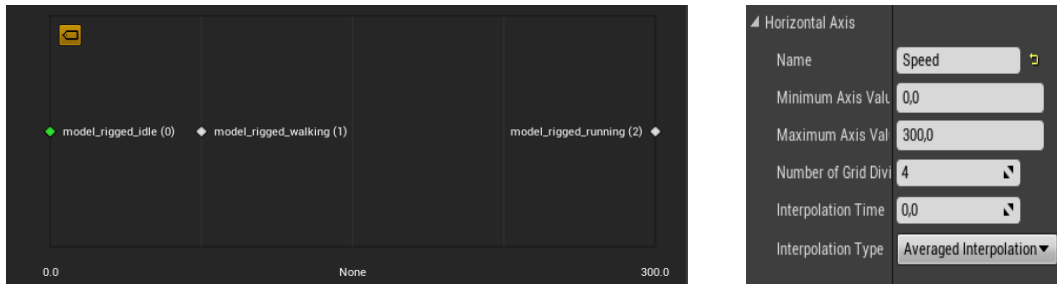 model_rigged_idle (0)
model_rigged_walking (1)
model_rigged_running (2)
0.0
None
300.0
Horizontal Axis
Name
Speed
Minimum Axis Valu
0,0
Maximum Axis Val
300,0
Number of Grid Divi
4
Interpolation Time
0,0
Interpolation Type
Averaged Interpolation